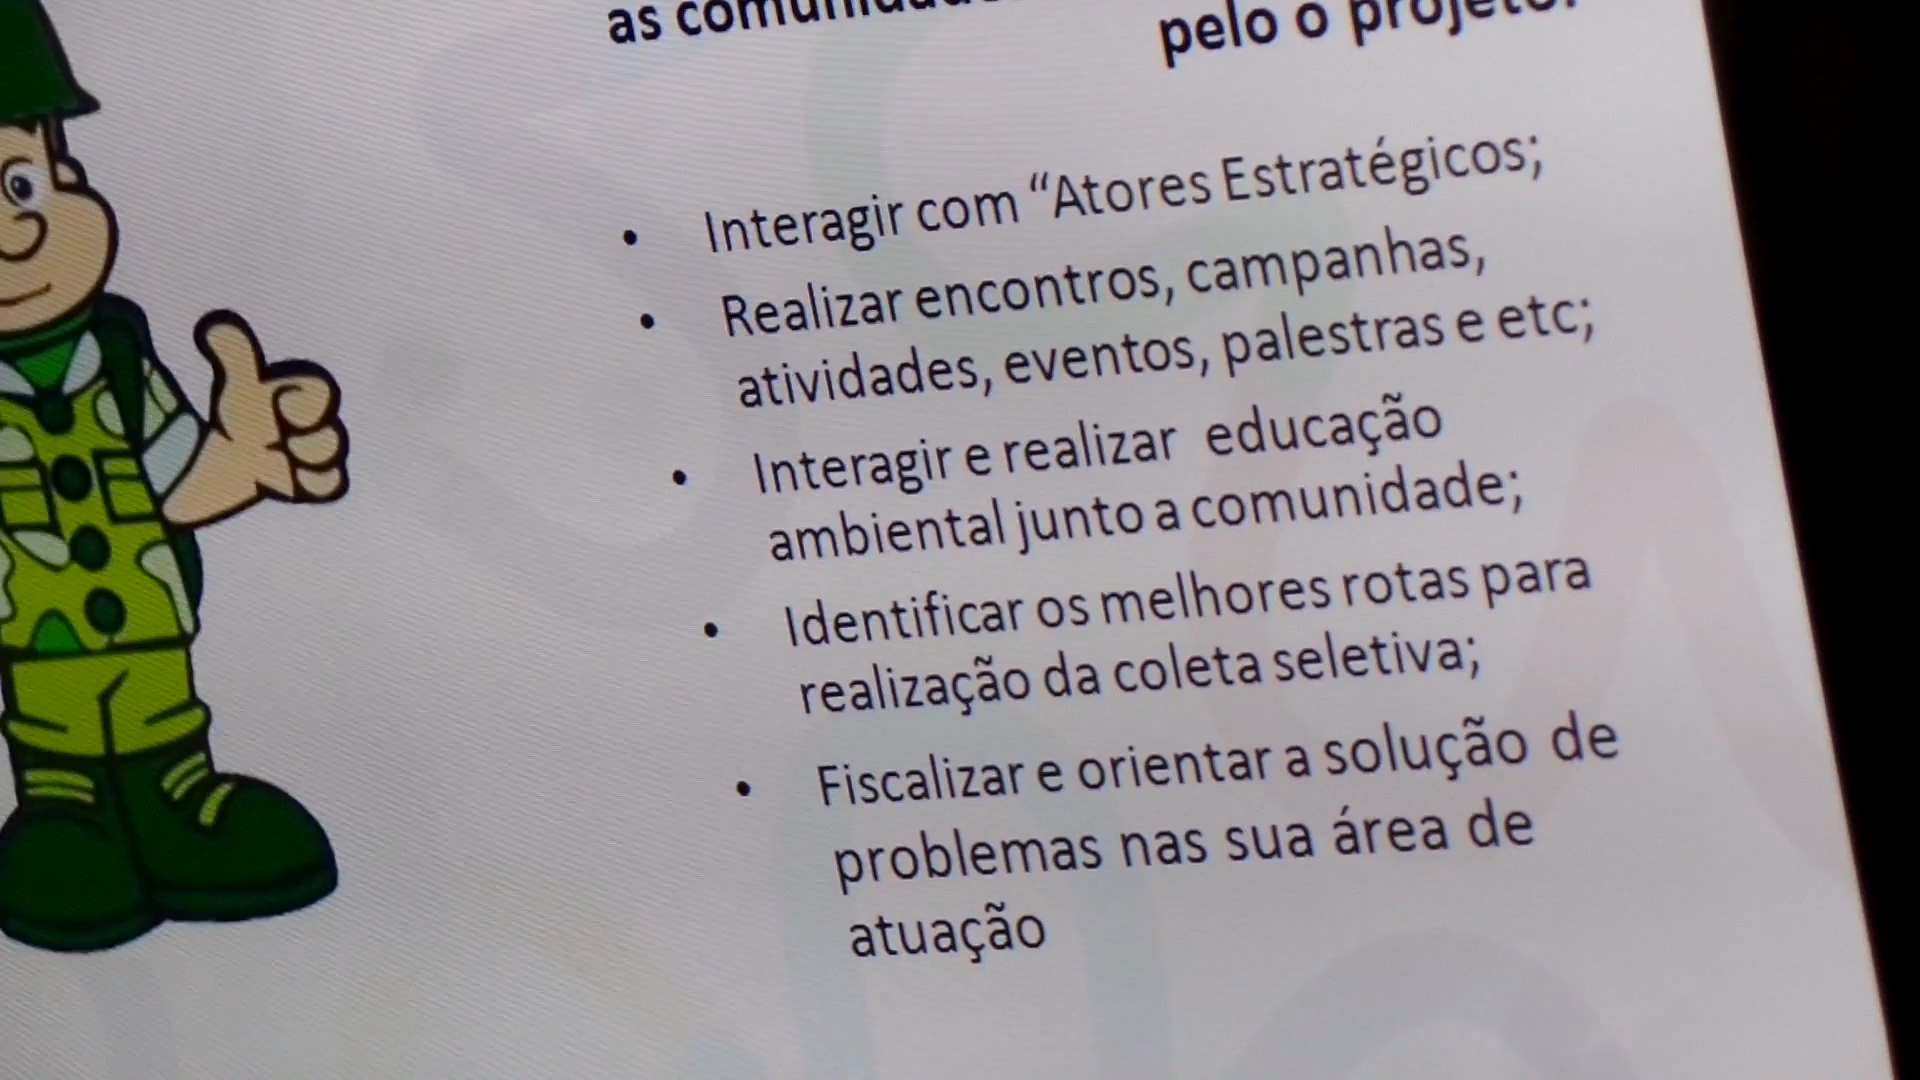 as
pelo o projeto.
• Interagir com “Atores Estratégicos;
• Realizar encontros, campanhas,
atividades, eventos, palestras e etc;
• Interagir e realizar educação
ambiental junto a comunidade;
• Identificar os melhores rotas para
realização da coleta seletiva;
• Fiscalizar e orientar a solução de
problemas nas sua área de
atuação